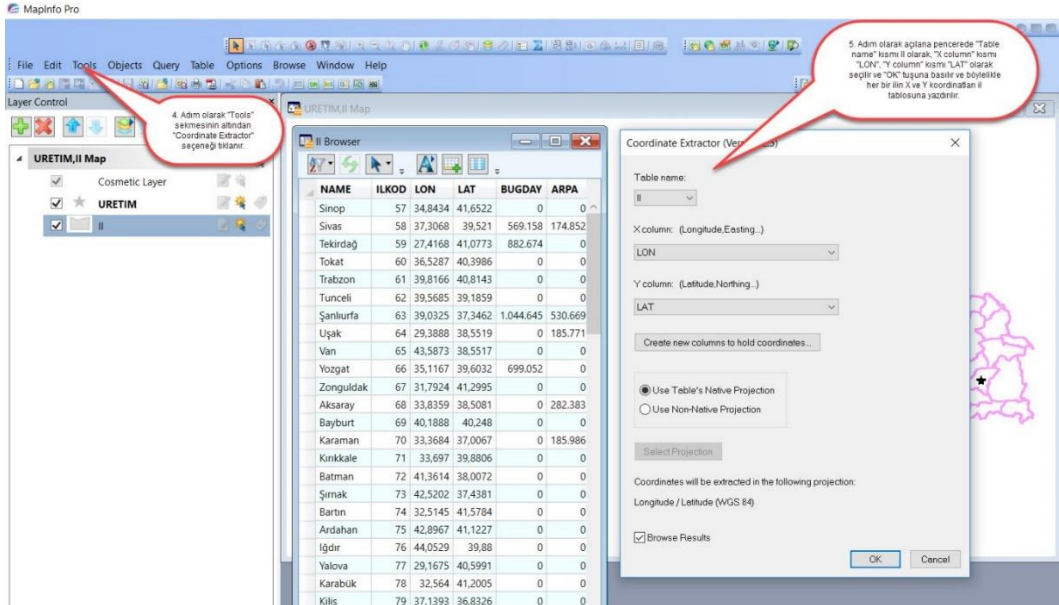 MapInfo Pro
File Edit Tools Objects Query Table Options Browse Window Help
Layer Control
URETIM,II Map
Cosmetic Layer
URETIM
II
4. Adım olarak "Tools"
sekmesinin altından
"Coordinate Extractor"
seçeneği tıklanır.
URETIM,II Map
II Browser
NAME ILKOD LON LAT BUGDAY ARPA
Sinop 57 34,8434 41,6522 0 0
Sivas 58 37,3068 39,521 569.158 174.852
Tekirdağ 59 27,4168 41,0773 882.674 0
Tokat 60 36,5287 40,3986 0 0
Trabzon 61 39,8166 40,8143 0 0
Tunceli 62 39,5685 39,1859 0 0
Şanlıurfa 63 39,0325 37,3462 1.044.645 530.669
Uşak 64 29,3888 38,5519 0 185.771
Van 65 43,5873 38,5517 0 0
Yozgat 66 35,1167 39,6032 699.052 0
Zonguldak 67 31,7924 41,2995 0 0
Aksaray 68 33,8359 38,5081 0 282.383
Bayburt 69 40,1888 40,248 0 0
Karaman 70 33,3684 37,0067 0 185.986
Kırıkkale 71 33,697 39,8806 0 0
Batman 72 41,3614 38,0072 0 0
Şırnak 73 42,5202 37,4381 0 0
Bartın 74 32,5145 41,5784 0 0
Ardahan 75 42,8967 41,1227 0 0
Iğdır 76 44,0529 39,88 0 0
Yalova 77 29,1675 40,5991 0 0
Karabük 78 32,564 41,2005 0 0
Kilis 79 37,1393 36,8326 0 0
5. Adım olarak açılana pencerede "Table
name" kısmı II olarak, "X column" kısmı
"LON", "Y column" kısmı "LAT" olarak
seçilir ve "OK" tuşuna basılır ve böylelikle
her bir ilin X ve Y koordinatları il
tablosuna yazdırılır.
Coordinate Extractor
Table name:
II
X column: (Longitude,Easting...)
LON
Y column: (Latitude,Northing...)
LAT
Create new columns to hold coordinates...
Use Table's Native Projection
Use Non-Native Projection
Select Projection
Coordinates will be extracted in the following projection:
Longitude / Latitude (WGS 84)
Browse Results
OK Cancel